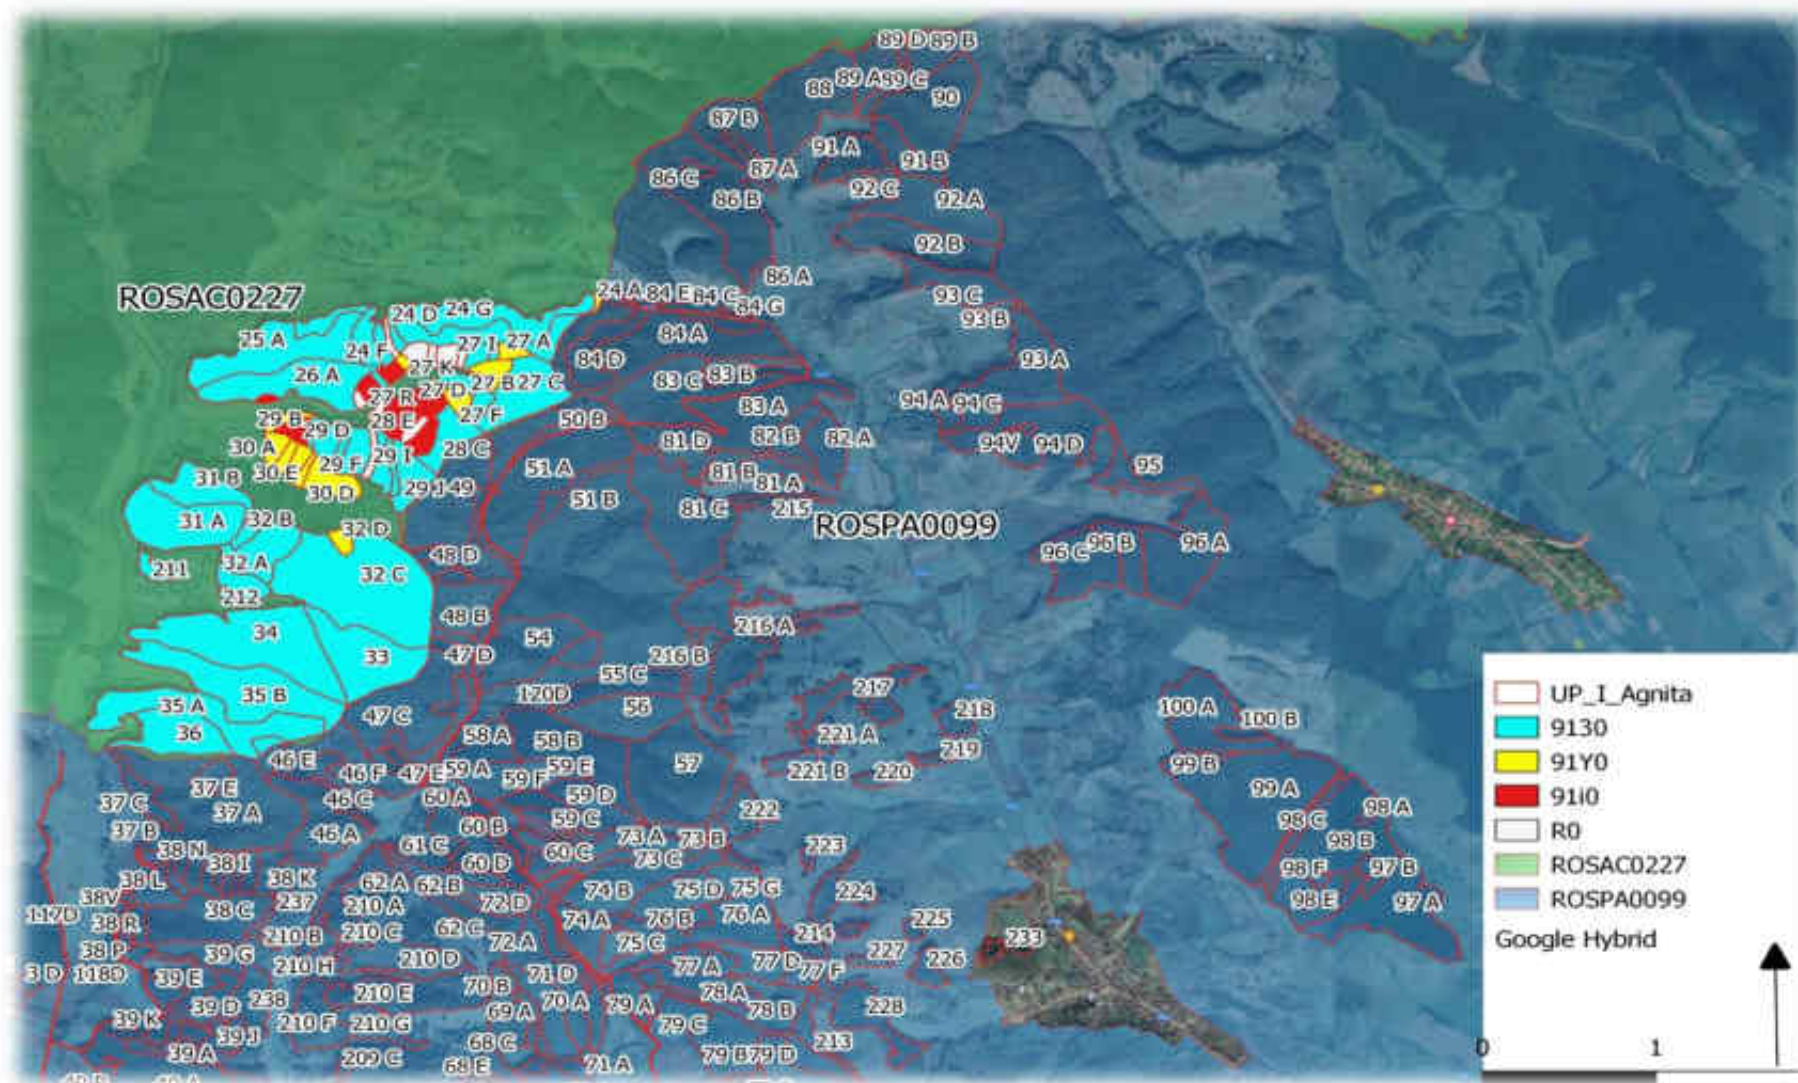 89 D 89 B
88 89 A 89 C
90
87 B
91 A
91 B
87 A
86 C 92 C
86 B 92 A
92 B
86 A
ROSAC0227 24 A 84 E 84 C 93 C
24 D 24 G 84 G
93 B
25 A 27 I 27 A 84 A
24 F 84 D 93 A
27 K
26 A 27 B 27 C 83 C 83 B
27 R 27 D 94 A 94 C
83 A
29 B 28 E 27 F 50 B
29 D 81 D 82 B 82 A 94V 94 D
30 A 29 I 28 C
29 F 51 A 95
30 E 81 B
31 B 30 D 29 J 49 81 A
51 B 81 C 215
31 A 32 B 32 D ROSPA0099
96 C 96 B 96 A
48 D
211 32 A 32 C
212
48 B
34 54 216 A
33 47 D 216 B
55 C
35 B 120D 217
35 A 56 218 100 A
47 C 100 B
36 58 A 58 B 221 A
219
46 E 57 99 B
46 F 47 E 59 A 59 E 221 B 220
59 F
37 E 99 A
37 C 46 C 60 A 59 D
37 A 222 98 A
59 C 98 C
37 B 46 A 60 B 73 A 73 B
98 B
38 N 61 C 60 C 73 C 223
38 I 60 D 98 F 97 B
38 L 38 K 62 A 62 B 74 B 75 D 75 G 224
38V 237 98 E 97 A
117D 38 C 210 A 72 D
38 R 74 A 76 B 76 A 225
210 B 210 C 62 C 214 233
38 P 72 A 75 C
39 G 210 D 227
210 H 77 A 77 D 77 F 226
3 D 118D 39 E 71 D
70 B
210 E 78 A
39 D 238 70 A 79 A 228
69 A 78 B
39 K 210 F 210 G
39 J 79 C
68 C 213
39 A 209 C 79 B 79 D
68 E 71 A
UP_I_Agnita
9130
91Y0
91i0
R0
ROSAC0227
ROSPA0099
Google Hybrid
0 1